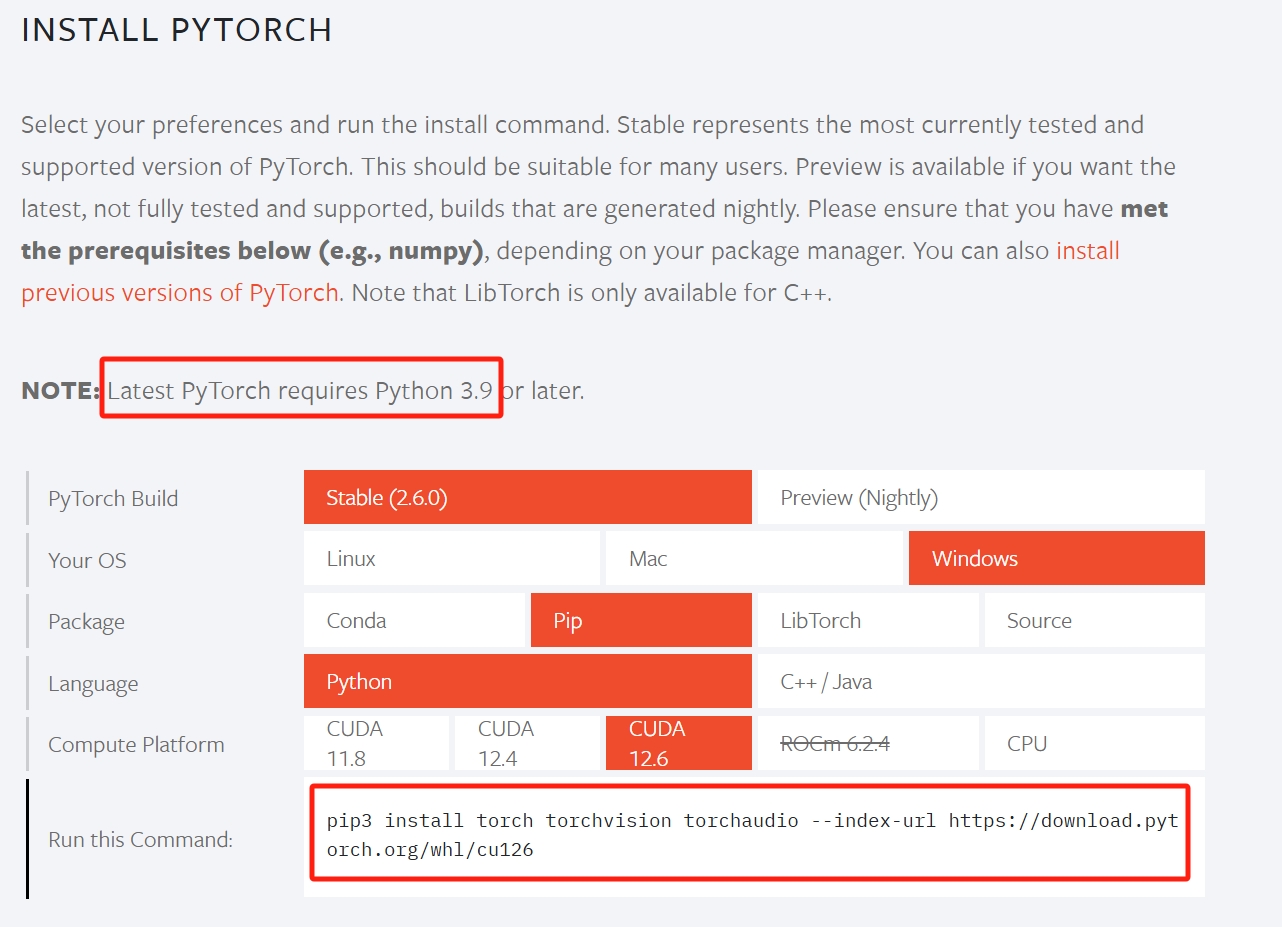 INSTALL PYTORCH
Select your preferences and run the install command. Stable represents the most currently tested and
supported version of PyTorch. This should be suitable for many users. Preview is available if you want the
latest, not fully tested and supported, builds that are generated nightly. Please ensure that you have met
the prerequisites below (e.g., numpy), depending on your package manager. You can also install
previous versions of PyTorch. Note that LibTorch is only available for C++.
NOTE: Latest PyTorch requires Python 3.9 or later.
PyTorch Build Stable (2.6.0) Preview (Nightly)
Your OS Linux Mac Windows
Package Conda Pip LibTorch Source
Language Python C++ / Java
Compute Platform CUDA 11.8 CUDA 12.4 CUDA 12.6 ROCm 6.2.4 CPU
Run this Command: pip3 install torch torchvision torchaudio --index-url https://download.pyt
orch.org/whl/cu126